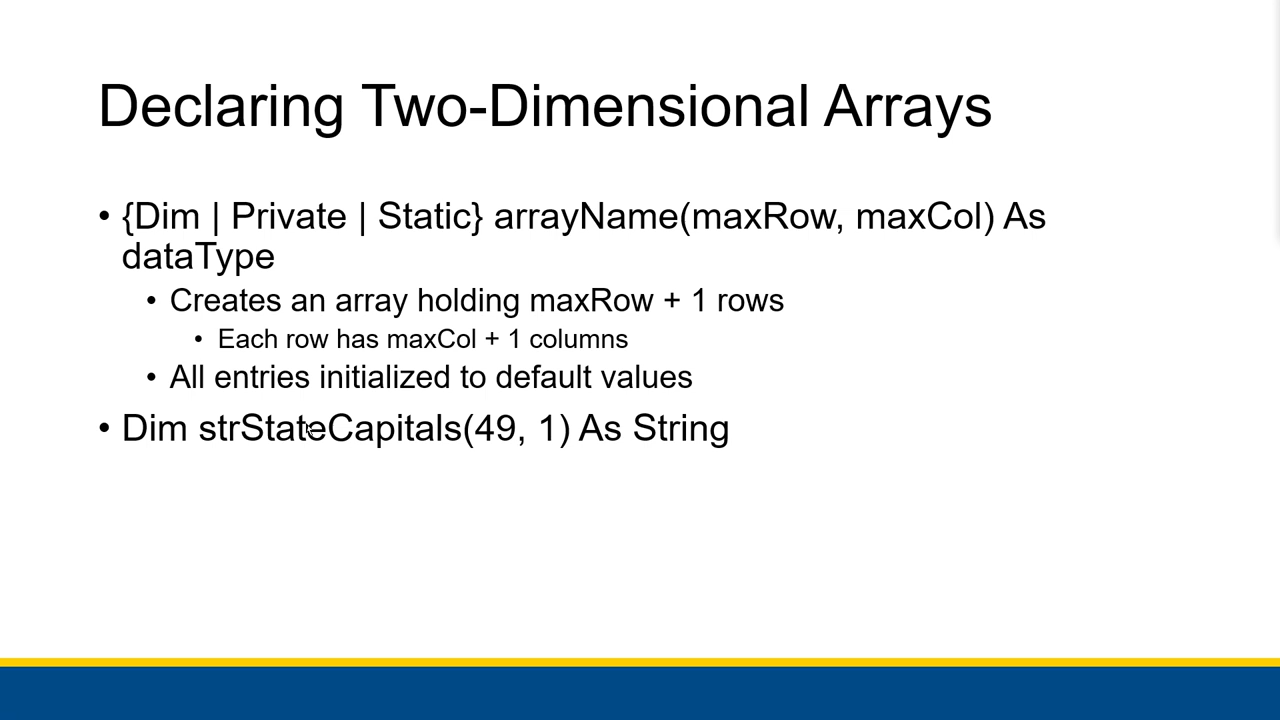 Declaring Two-Dimensional Arrays
• {Dim | Private | Static} arrayName(maxRow, maxCol) As
dataType
• Creates an array holding maxRow + 1 rows
• Each row has maxCol + 1 columns
• All entries initialized to default values
• Dim strStateCapitals(49, 1) As String